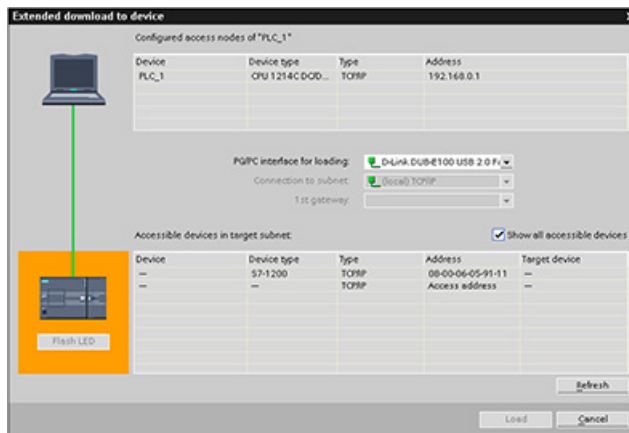 Extended download to device
Configured access nodes of "PLC_1"
Device Device type Type Address
PLC_1 CPU 1214C DC/D... TCP/IP 192.168.0.1
PG/PC interface for loading: D-Link DUB-E100 USB 2.0 Fa
Connection to subnet: (local) TCP/IP
1st gateway:
Accessible devices in target subnet: Show all accessible devices
Device Device type Type Address Target device
— S7-1200 TCP/IP 08-00-06-05-91-11 —
— — TCP/IP Access address —
Flash LED
Refresh
Load Cancel